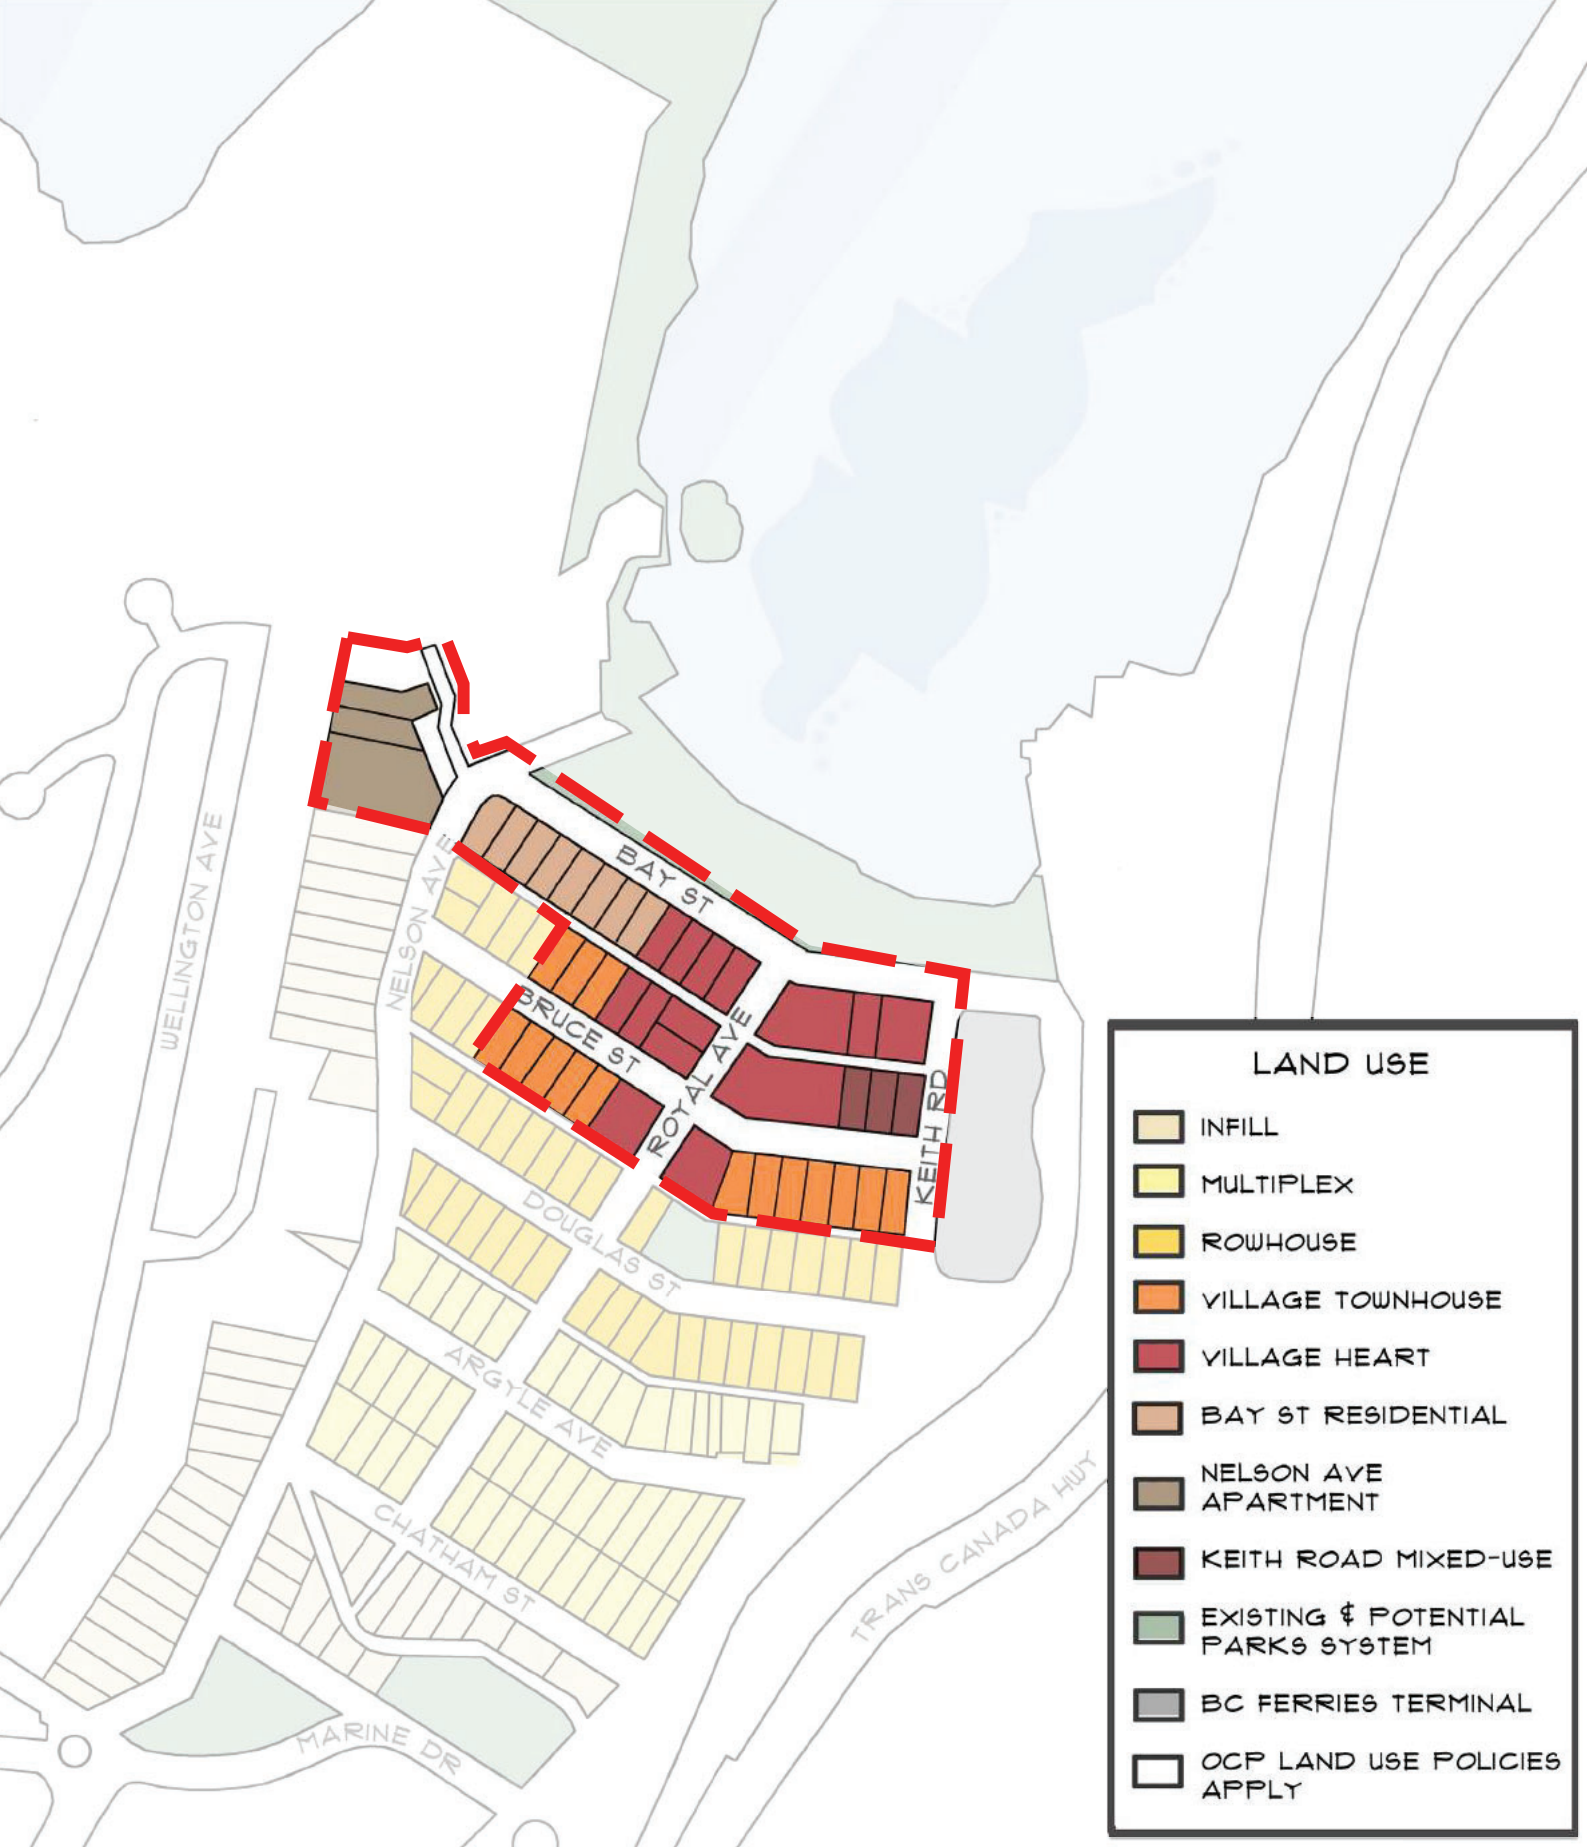 BAY ST
WELLINGTON AVE
NELSON AVE
BRUCE ST
ROYAL AVE
KEITH RD
DOUGLAS ST
ARGYLE AVE
CHATHAM ST
TRANS CANADA HWY
MARINE DR
LAND USE
INFILL
MULTIPLEX
ROWHOUSE
VILLAGE TOWNHOUSE
VILLAGE HEART
BAY ST RESIDENTIAL
NELSON AVE
APARTMENT
KEITH ROAD MIXED-USE
EXISTING & POTENTIAL
PARKS SYSTEM
BC FERRIES TERMINAL
OCP LAND USE POLICIES
APPLY